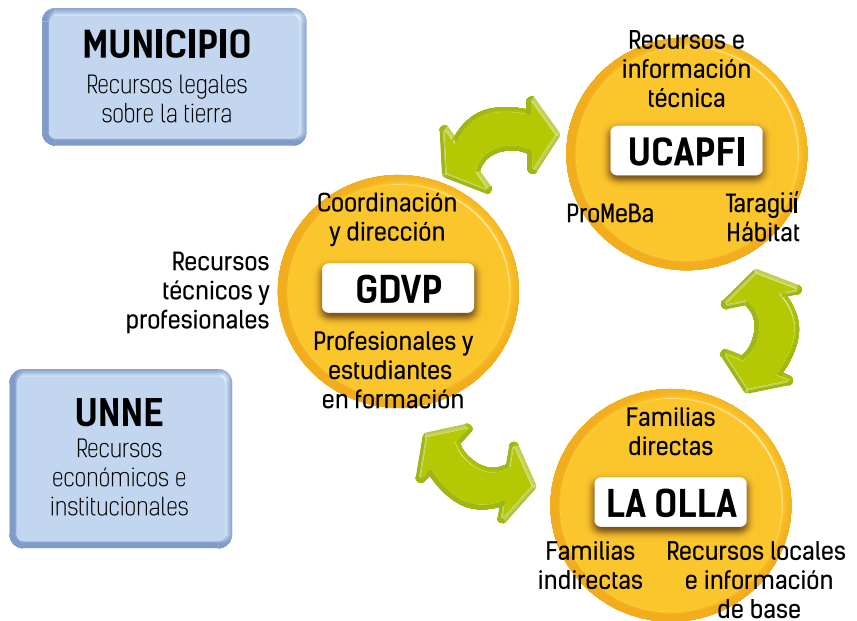 MUNICIPIO
Recursos legales
sobre la tierra
Recursos e
información
técnica
UCAPFI
ProMeBa
Taragüí
Hábitat
Coordinación
y dirección
GDVP
Profesionales y
estudiantes
en formación
Recursos
técnicos y
profesionales
UNNE
Recursos
económicos e
institucionales
Familias
directas
LA OLLA
Familias
indirectas
Recursos locales
e información
de base